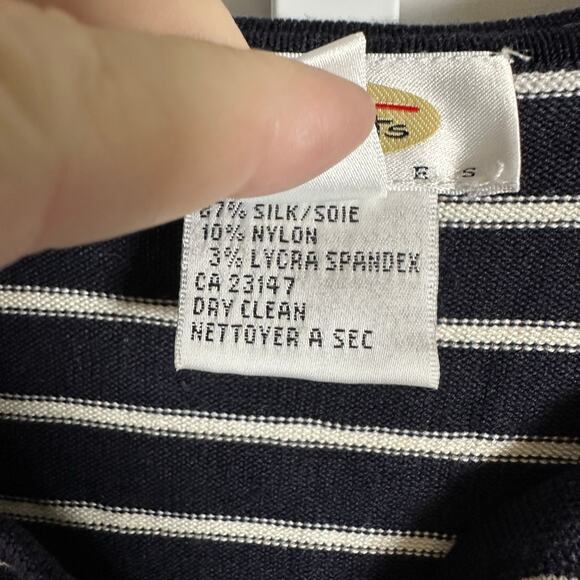 E S
87% SILK/SOIE
10% NYLON
3% LYCRA SPANDEX
CA 23147
DRY CLEAN
NETTOYER A SEC